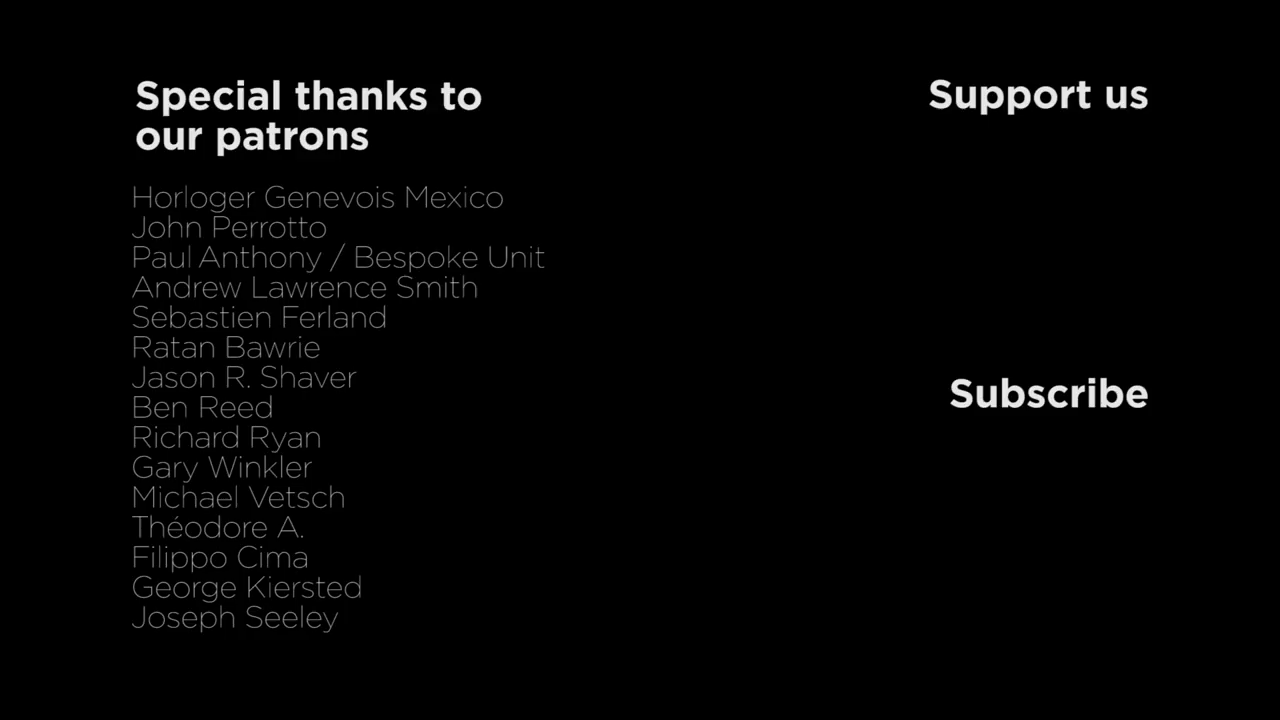 Special thanks to
our patrons
Horloger Genevois Mexico
John Perrotto
Paul Anthony / Bespoke Unit
Andrew Lawrence Smith
Sebastien Ferland
Ratan Bawrie
Jason R. Shaver
Ben Reed
Richard Ryan
Gary Winkler
Michael Vetsch
Théodore A.
Filippo Cima
George Kiersted
Joseph Seeley
Support us
Subscribe